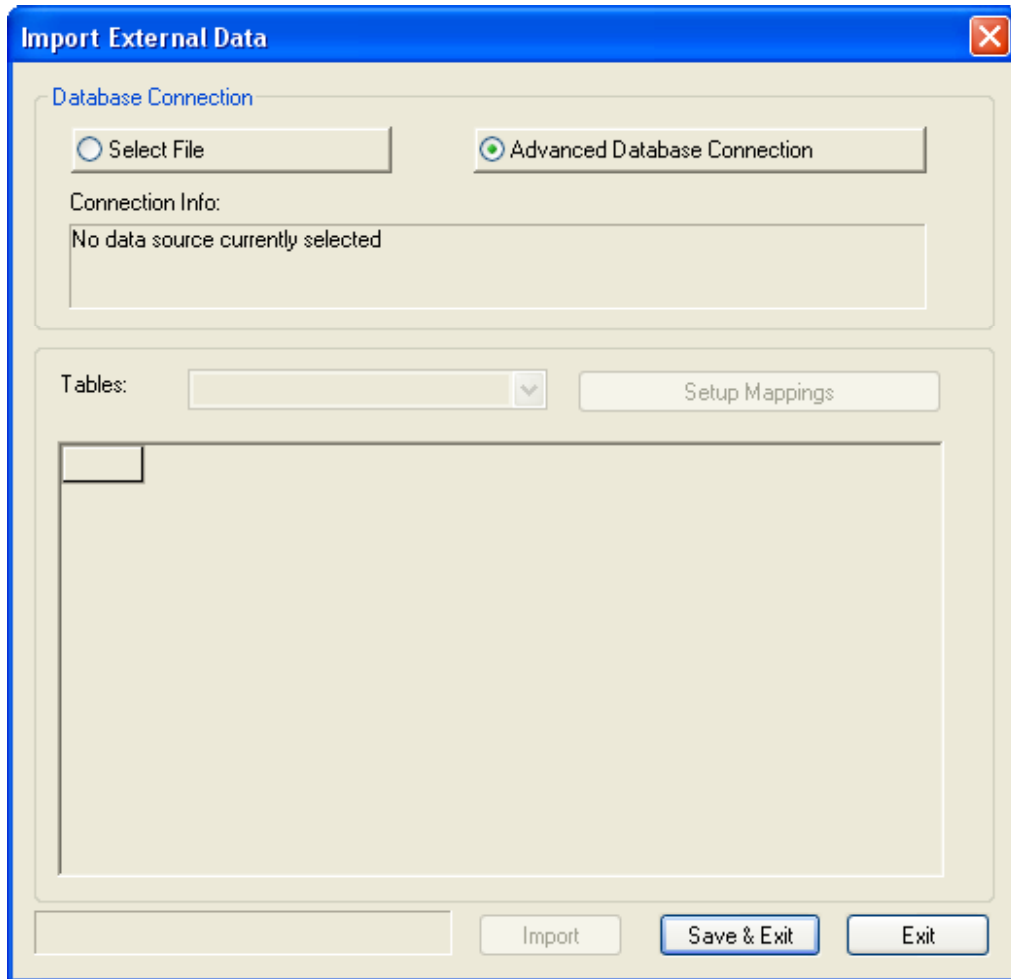 Import External Data
Database Connection
Select File
Advanced Database Connection
Connection Info:
No data source currently selected
Tables:
Setup Mappings
Import
Save & Exit
Exit